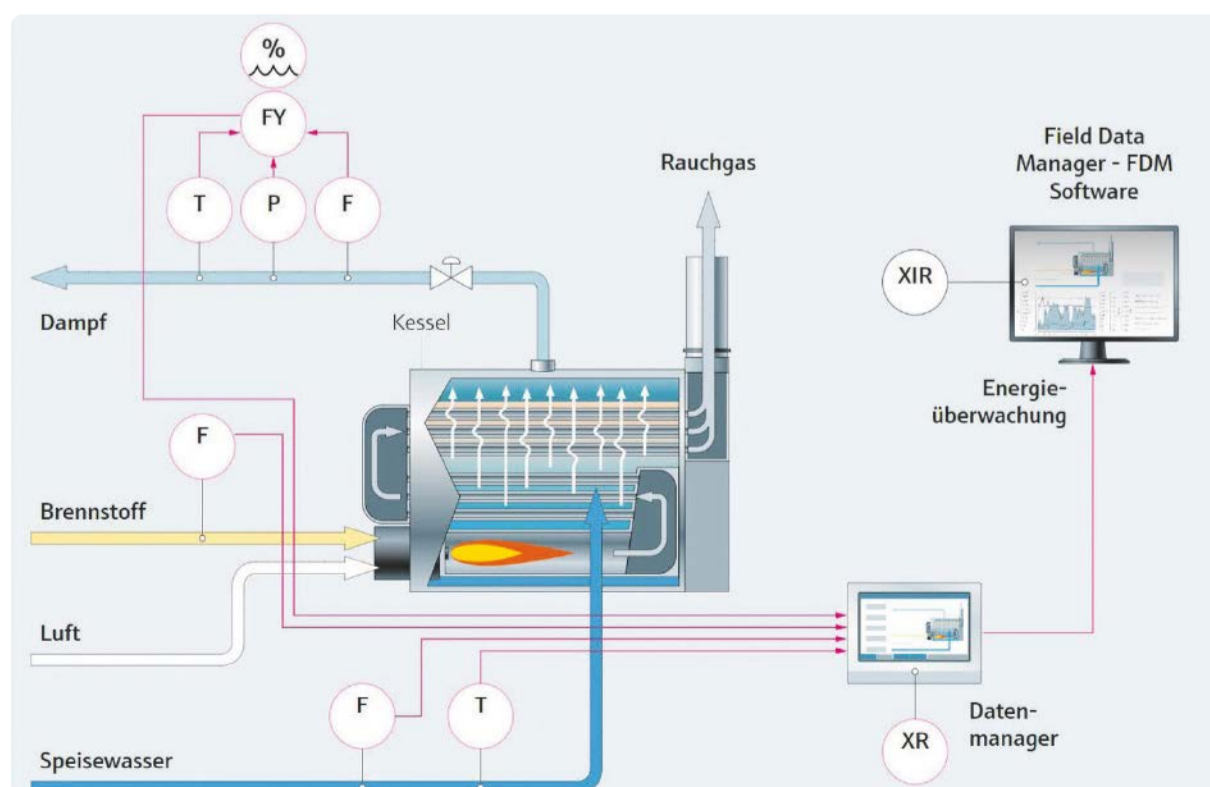 %
FY
T
P
F
Rauchgas
Field Data
Manager - FDM
Software
XIR
Dampf
Kessel
Energie-
überwachung
F
Brennstoff
Luft
F
T
Daten-
manager
XR
Speisewasser